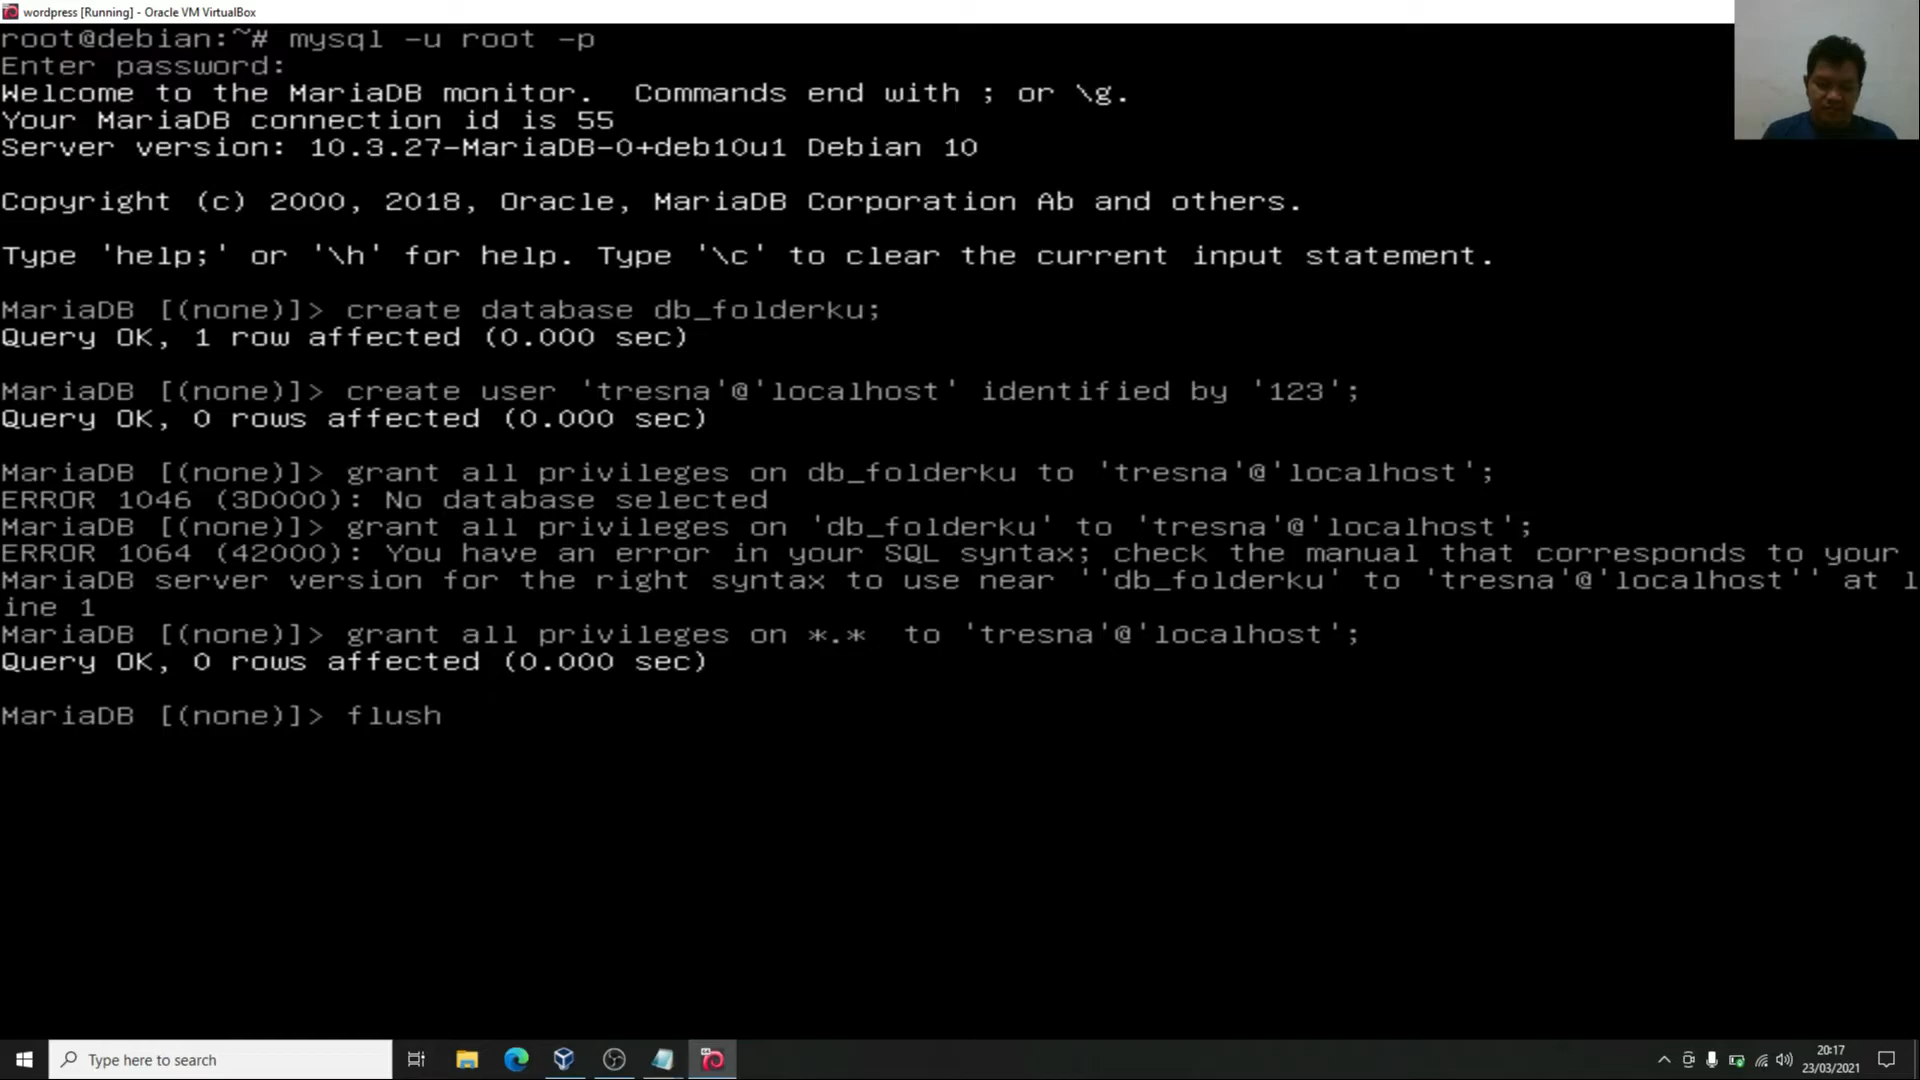 wordpress [Running] - Oracle VM VirtualBox
root@debian:~# mysql -u root -p
Enter password:
Welcome to the MariaDB monitor.  Commands end with ; or \g.
Your MariaDB connection id is 55
Server version: 10.3.27-MariaDB-0+deb10u1 Debian 10
Copyright (c) 2000, 2018, Oracle, MariaDB Corporation Ab and others.
Type 'help;' or '\h' for help. Type '\c' to clear the current input statement.
MariaDB [(none)]> create database db_folderku;
Query OK, 1 row affected (0.000 sec)
MariaDB [(none)]> create user 'tresna'@'localhost' identified by '123';
Query OK, 0 rows affected (0.000 sec)
MariaDB [(none)]> grant all privileges on db_folderku to 'tresna'@'localhost';
ERROR 1046 (3D000): No database selected
MariaDB [(none)]> grant all privileges on 'db_folderku' to 'tresna'@'localhost';
ERROR 1064 (42000): You have an error in your SQL syntax; check the manual that corresponds to your
MariaDB server version for the right syntax to use near ''db_folderku' to 'tresna'@'localhost'' at l
ine 1
MariaDB [(none)]> grant all privileges on *.*  to 'tresna'@'localhost';
Query OK, 0 rows affected (0.000 sec)
MariaDB [(none)]> flush
Type here to search
20:17
23/03/2021